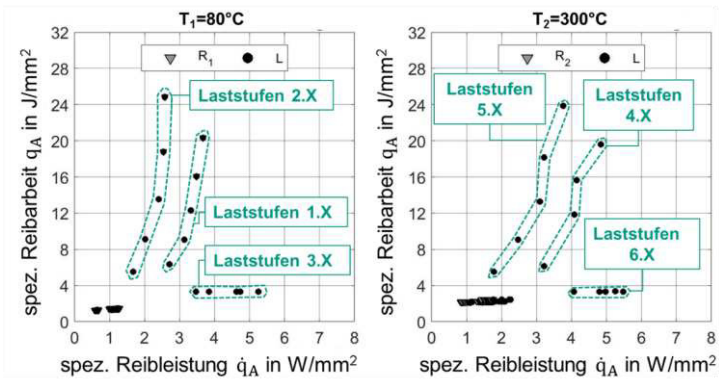 T₁=80°C
spez. Reibarbeit q_A in J/mm²
32
28
24
20
16
12
8
4
0
R₁ L
Laststufen 2.X
Laststufen 1.X
Laststufen 3.X
0 1 2 3 4 5 6 7 8
spez. Reibleistung q̇_A in W/mm²
T₂=300°C
spez. Reibarbeit q_A in J/mm²
32
28
24
20
16
12
8
4
0
R₂ L
Laststufen
5.X
Laststufen
4.X
Laststufen
6.X
0 1 2 3 4 5 6 7 8
spez. Reibleistung q̇_A in W/mm²